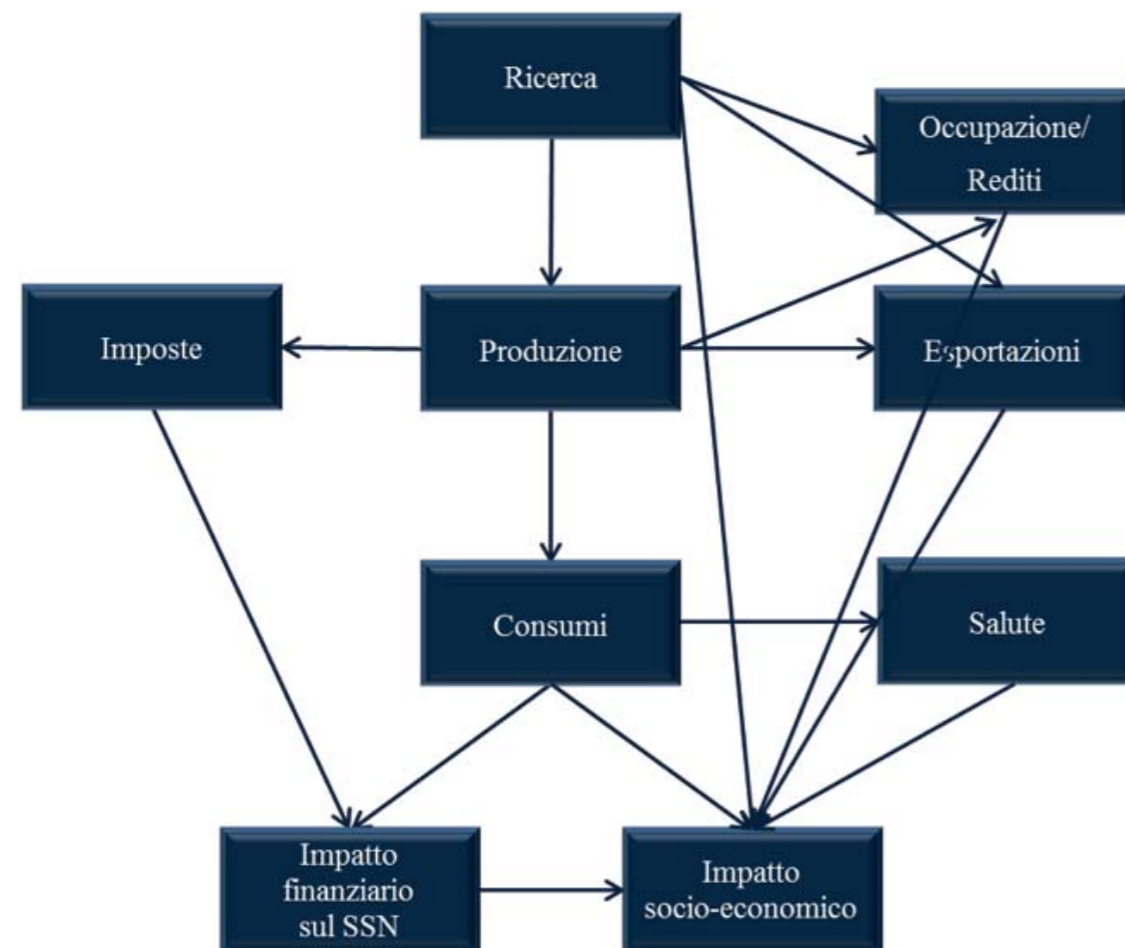 Ricerca
Occupazione/
Rediti
Imposte
Produzione
Esportazioni
Consumi
Salute
Impatto
finanziario
sul SSN
Impatto
socio-economico